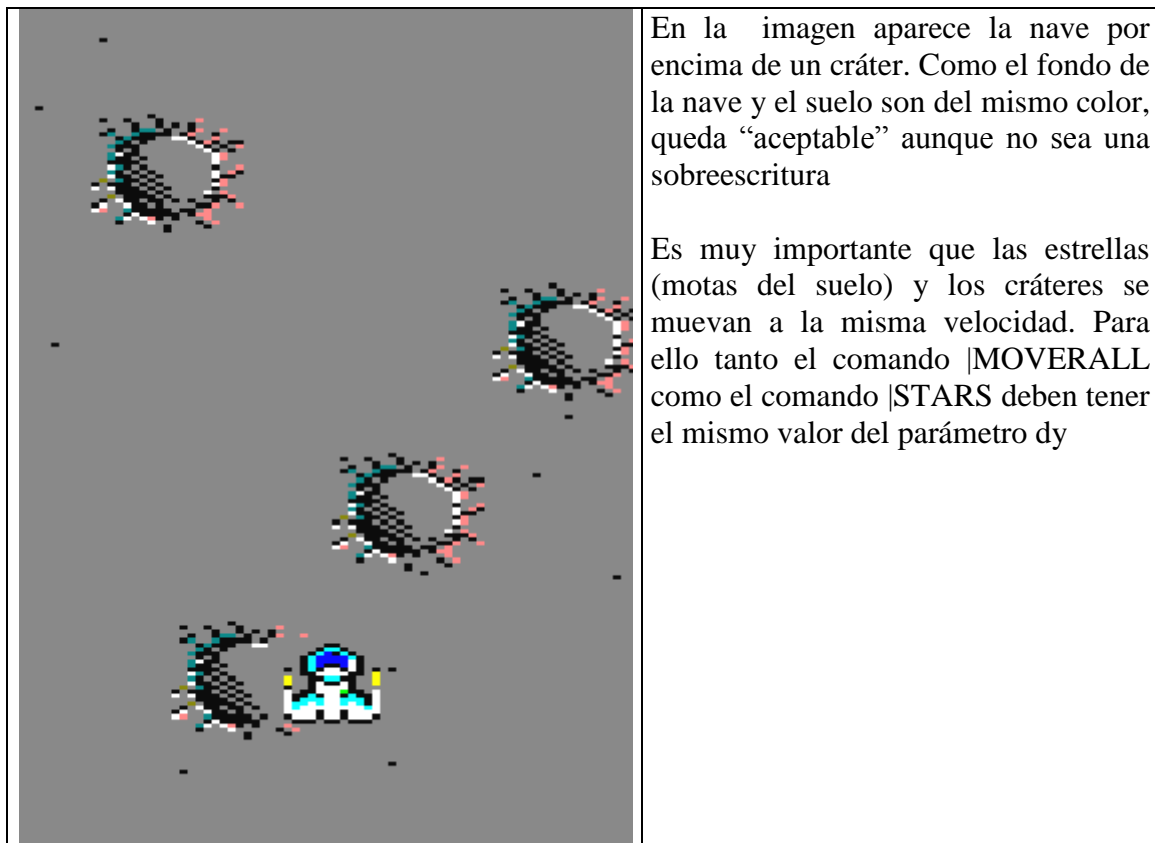 En la imagen aparece la nave por
encima de un cráter. Como el fondo de
la nave y el suelo son del mismo color,
queda “aceptable” aunque no sea una
sobreescritura
Es muy importante que las estrellas
(motas del suelo) y los cráteres se
muevan a la misma velocidad. Para
ello tanto el comando |MOVERALL
como el comando |STARS deben tener
el mismo valor del parámetro dy